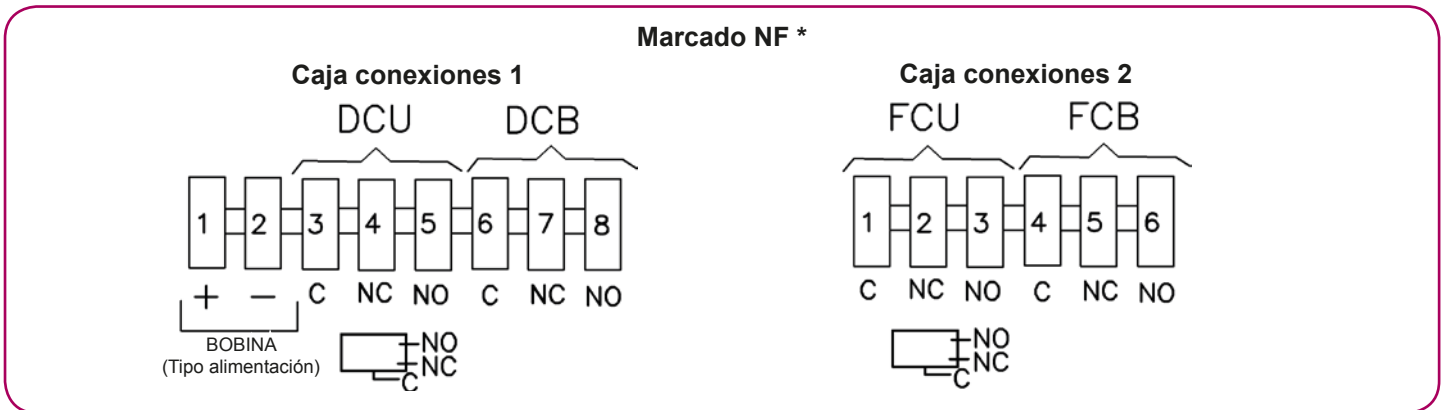 Marcado NF *
Caja conexiones 1
DCU DCB
1 2 3 4 5 6 7 8
+ − C NC NO C NC NO
BOBINA
(Tipo alimentación)
NO
NC
C
Caja conexiones 2
FCU FCB
1 2 3 4 5 6
C NC NO C NC NO
NO
NC
C